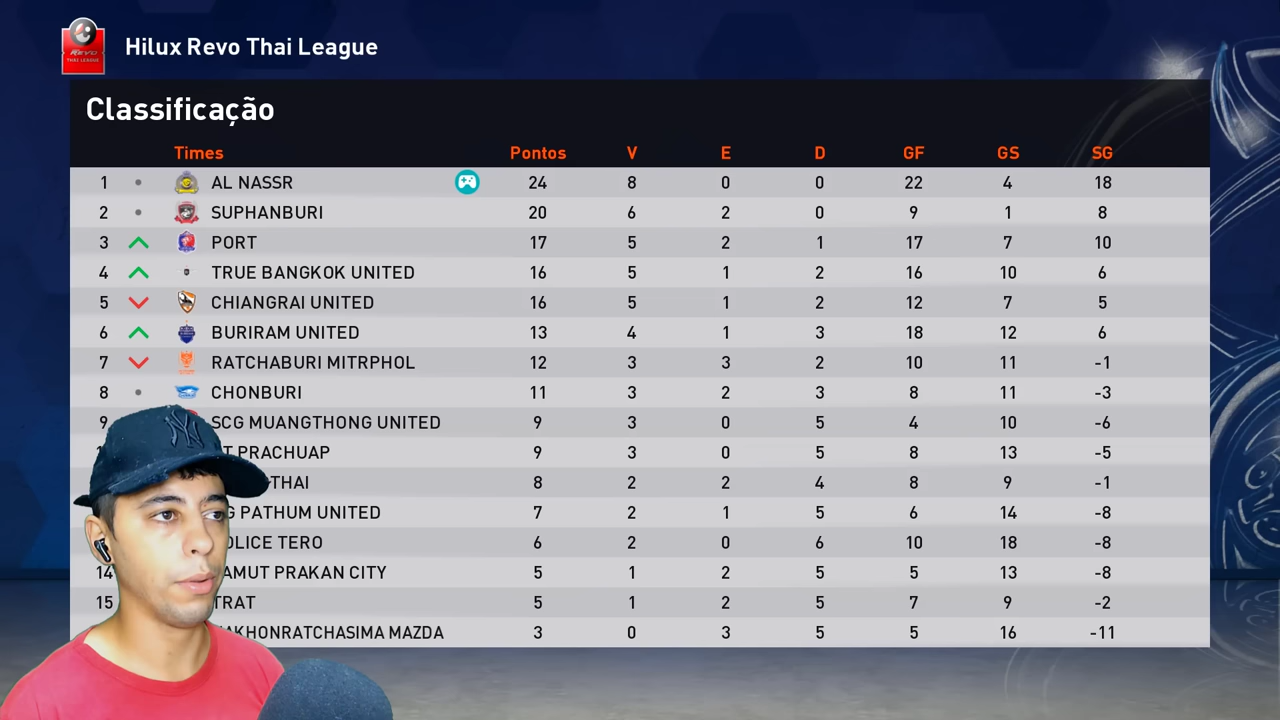 Hilux Revo Thai League
Classificação
Times Pontos V E D GF GS SG
1 AL NASSR 24 8 0 0 22 4 18
2 SUPHANBURI 20 6 2 0 9 1 8
3 PORT 17 5 2 1 17 7 10
4 TRUE BANGKOK UNITED 16 5 1 2 16 10 6
5 CHIANGRAI UNITED 16 5 1 2 12 7 5
6 BURIRAM UNITED 13 4 1 3 18 12 6
7 RATCHABURI MITRPHOL 12 3 3 2 10 11 -1
8 CHONBURI 11 3 2 3 8 11 -3
9 SCG MUANGTHONG UNITED 9 3 0 5 4 10 -6
PRACHUAP 9 3 0 5 8 13 -5
THAI 8 2 2 4 8 9 -1
PATHUM UNITED 7 2 1 5 6 14 -8
TERO 6 2 0 6 10 18 -8
14 PRAKAN CITY 5 1 2 5 5 13 -8
15 TRAT 5 1 2 5 7 9 -2
MAZDA 3 0 3 5 5 16 -11